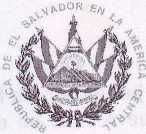 REPUBLICA DE EL SALVADOR EN LA AMERICA CENTRAL